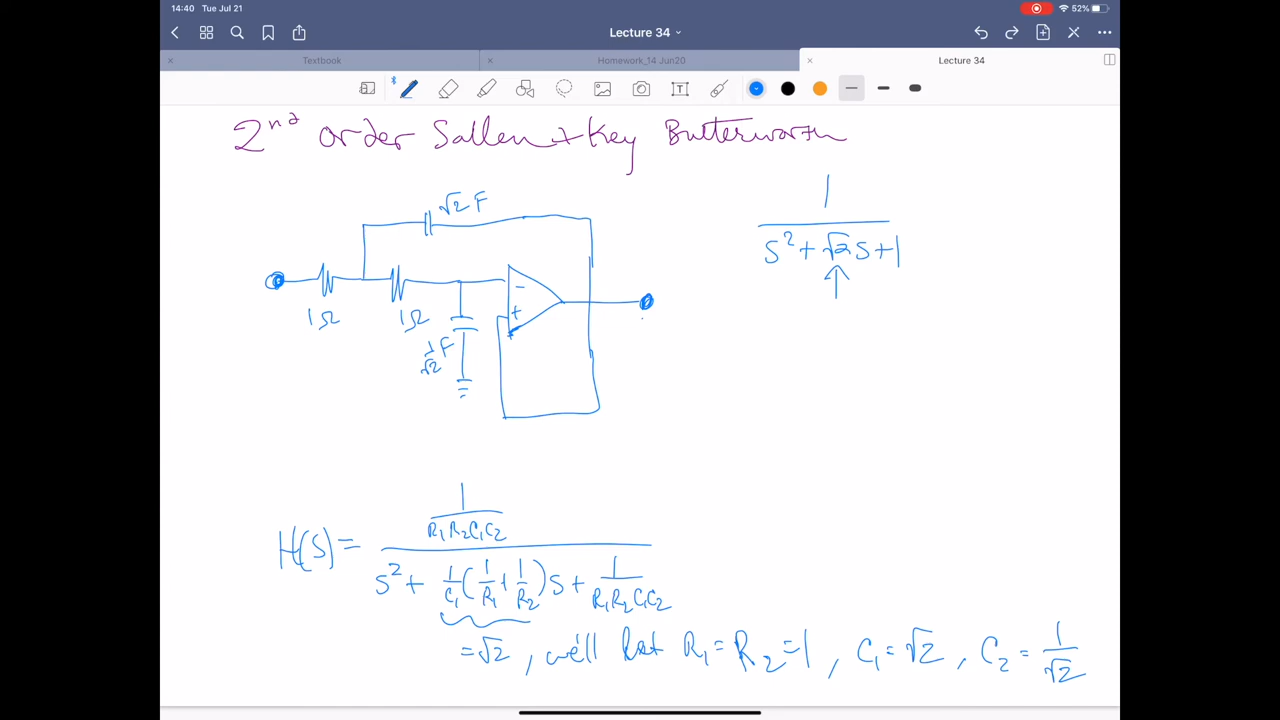 14:40 Tue Jul 21
52%
Lecture 34
Textbook
Homework_14 Jun20
Lecture 34
2nd order Sallen+Key Butterworth
√2 F
1
s² + √2 s + 1
1Ω
1Ω
−
+
1/√2 F
1
R₁R₂C₁C₂
H(s) =
s² + 1/C₁ (1/R₁ + 1/R₂) s + 1/R₁R₂C₁C₂
= √2 , we'll let R₁ = R₂ = 1 , C₁ = √2 , C₂ = 1/√2